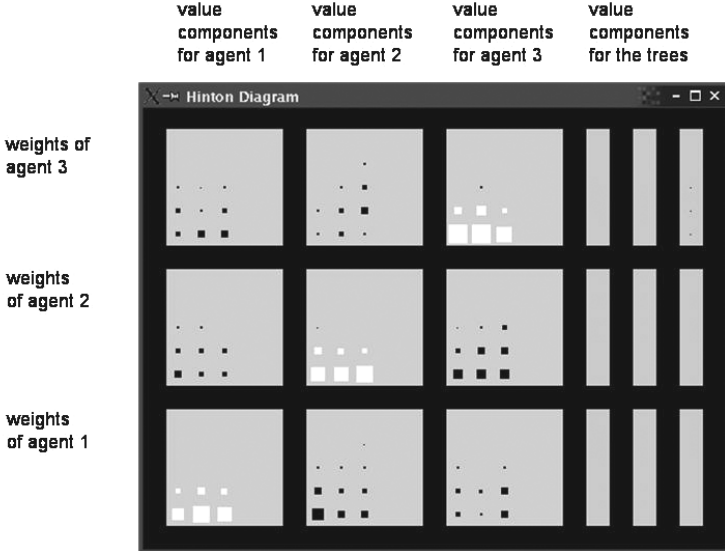 value
components
for agent 1
value
components
for agent 2
value
components
for agent 3
value
components
for the trees
Hinton Diagram
weights of
agent 3
weights
of agent 2
weights
of agent 1